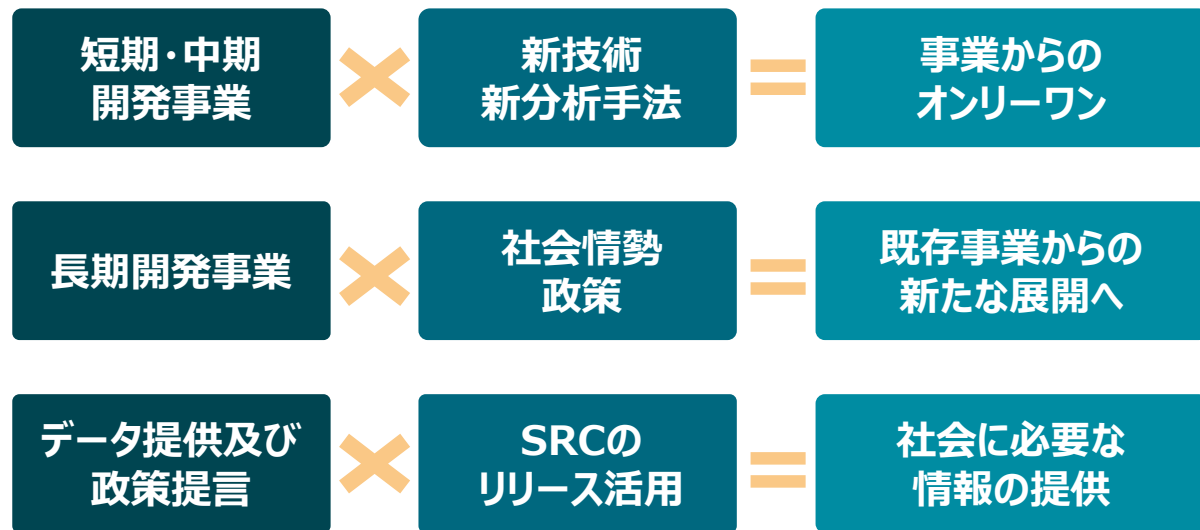 短期・中期
開発事業
×
新技術
新分析手法
=
事業からの
オンリーワン
長期開発事業
×
社会情勢
政策
=
既存事業からの
新たな展開へ
データ提供及び
政策提言
×
SRCの
リリース活用
=
社会に必要な
情報の提供